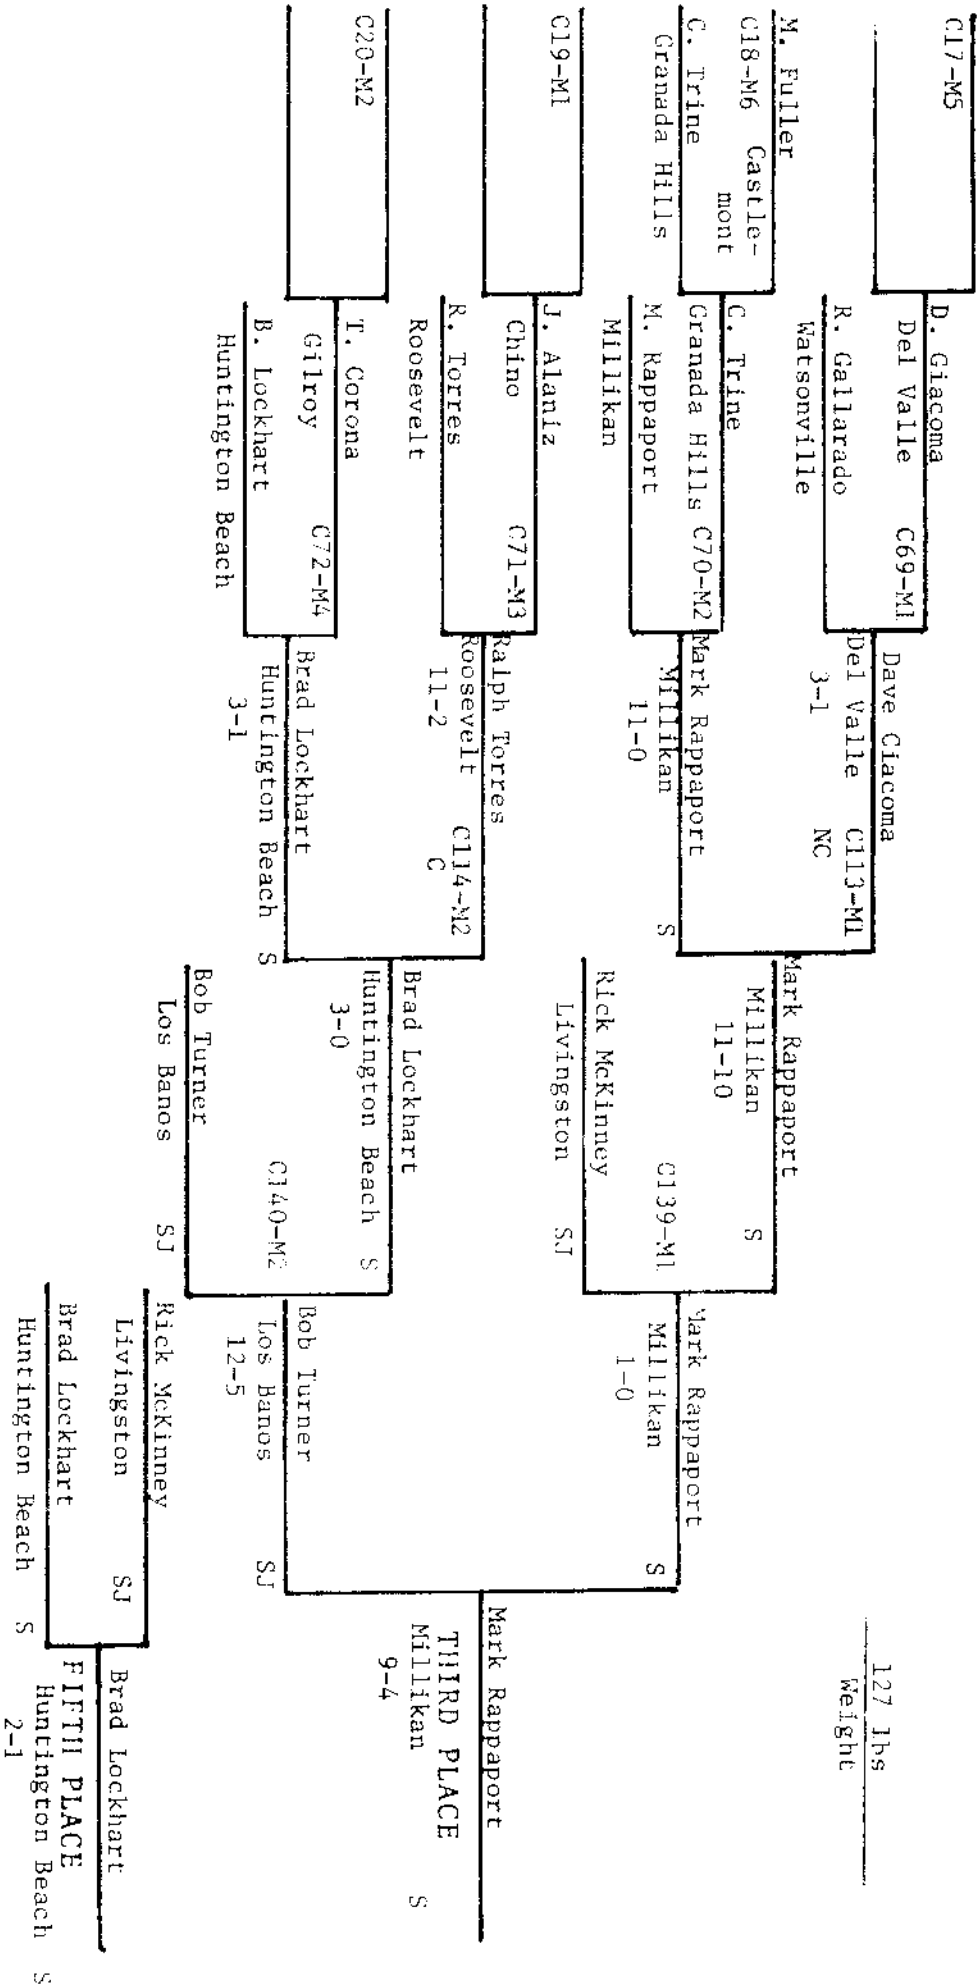 127 lbs
Weight
C17-M5
M. Fuller
C18-M6 Castle-
mont
C. Trine
Granada Hills
C19-M1
C20-M2
D. Giacoma
Del Valle C69-M1
R. Gallarado
Watsonville
C. Trine
Granada Hills C70-M2
M. Rappaport
Millikan
J. Alaniz
Chino C71-M3
R. Torres
Roosevelt
T. Corona
Gilroy C72-M4
B. Lockhart
Huntington Beach
Dave Ciacoma
Del Valle C113-M1
3-1 NC
Mark Rappaport
Millikan
11-0 S
Ralph Torres
Roosevelt C114-M2
11-2 C
Brad Lockhart
Huntington Beach S
3-1
Mark Rappaport
Millikan S
11-10
C139-M1
Rick McKinney
Livingston SJ
Brad Lockhart
Huntington Beach S
3-0
C140-M2
Bob Turner
Los Banos SJ
Mark Rappaport
Millikan S
1-0
Bob Turner
Los Banos SJ
12-5
Rick McKinney
Livingston SJ
Brad Lockhart
Huntington Beach S
Mark Rappaport
THIRD PLACE
Millikan S
9-4
Brad Lockhart
FIFTH PLACE
Huntington Beach S
2-1